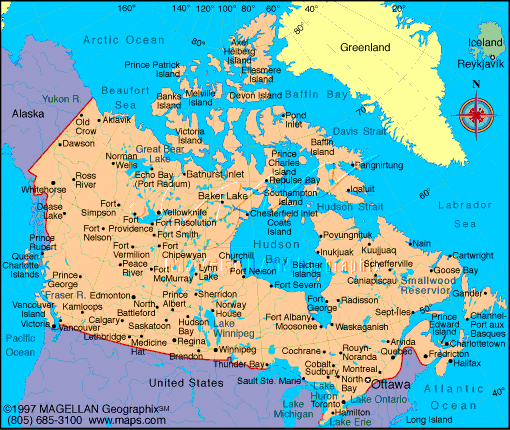 160°
140°
120°
100°
80°
60
40°
20°
Arctic Ocean
80°
Axel
Heiberg
Island
80°
Greenland
Iceland
Reykjavik
Prince Patrick
Island
Ellesmere
Island
Beaufort
Sea
Banks
Island
Melville
Island
Devon Island
Baffin Bay
N
Yukon R.
Alaska
Old
Crow
Aklavik
Victoria
Island
Pond
Inlet
Davis Strait
Dawson
Norman
Wells
Great Bear
Lake
Baffin
Island
Prince
Charles
Island
Pangnirtung
Ross
River
Echo Bay
(Port Radium)
Bathurst Inlet
Repulse Bay
Whitehorse
Iqaluit
60°
Southampton
Island
Baker Lake
Dease
Lake
Fort
Simpson
Yellowknife
Chesterfield Inlet
Hudson Strait
Labrador
Sea
Fort
Providence
Fort Resolution
Coats
Island
Fort
Nelson
Fort Smith
Povungnituk
Prince
Rupert
Fort
Vermilion
Fort
Chipewyan
Churchill
Hudson
Bay
Inukjuak
Kuujjuaq
Nain
Queen
Charlotte
Islands
Peace
River
Fort
McMurray
Lynn
Lake
Port Nelson
Belcher
Islands
Schefferville
Cartwright
Caniapiscau
Goose Bay
Prince
George
Fort Severn
Smallwood
Reservoir
Fraser R.
Edmonton
Prince
Albert
Sherridon
Fort
George
Radisson
Gander
Vancouver
Island
Kamloops
North
Battleford
Norway
House
Fort Albany
Sept-Iles
50°
Prince
Edward
Island
Channel-
Port aux
Basques
Victoria
Vancouver
Calgary
Saskatoon
Hudson
Bay
Lake
Winnipeg
Moosonee
Waskaganish
Charlottetown
Lethbridge
Medicine
Hat
Regina
Brandon
Winnipeg
Cochrane
Rouyn-
Noranda
Arvida
Quebec
Fredricton
Halifax
Pacific
Ocean
Thunder Bay
Cobalt
Sudbury
Montreal
North
Bay
United States
Sault Ste. Marie
Ottawa
Atlantic
Ocean
40°
Lake
Huron
Toronto
Lake Ontario
©1997 MAGELLAN Geographix℠
(805) 685-3100 www.maps.com
Lake
Michigan
Hamilton
Lake Erie
Long Island